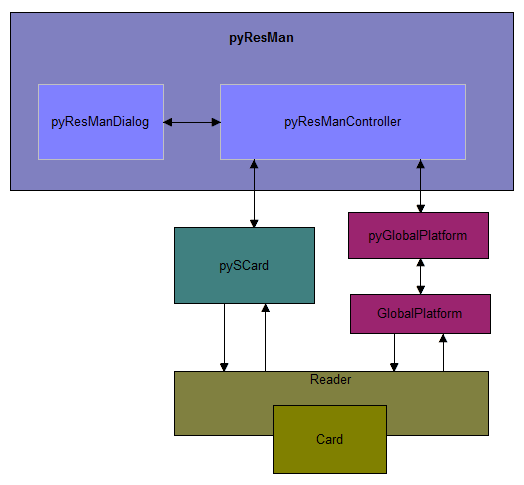 pyResMan
pyResManDialog
pyResManController
pySCard
pyGlobalPlatform
GlobalPlatform
Reader
Card